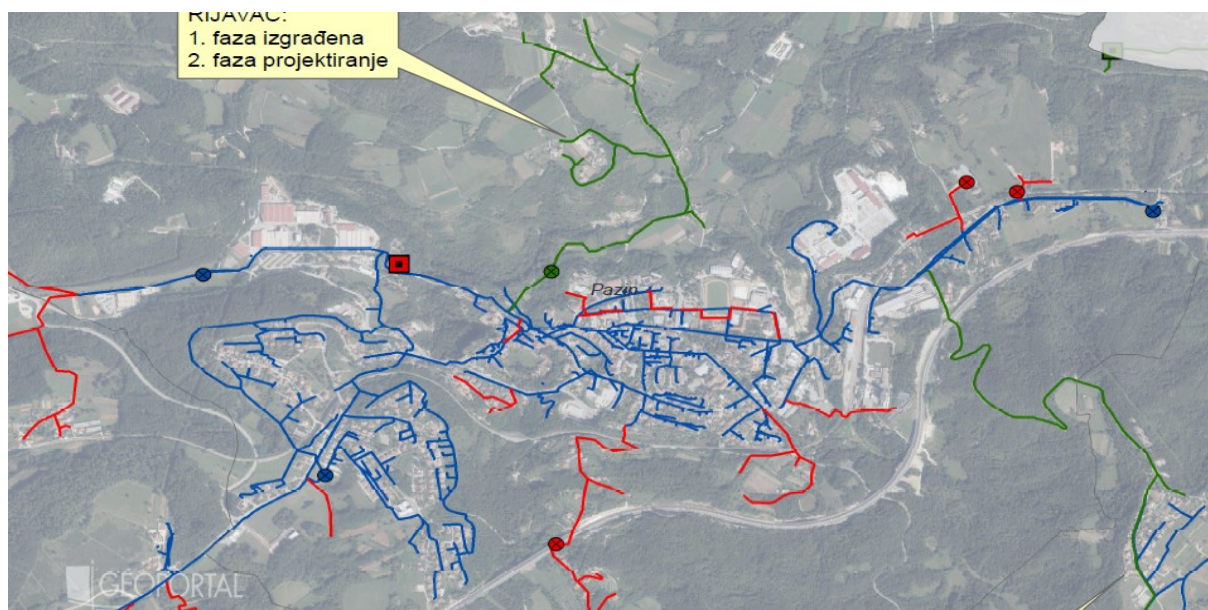 RIJAVAC:
1. faza izgrađena
2. faza projektiranje
Pazin
GEOPORTAL